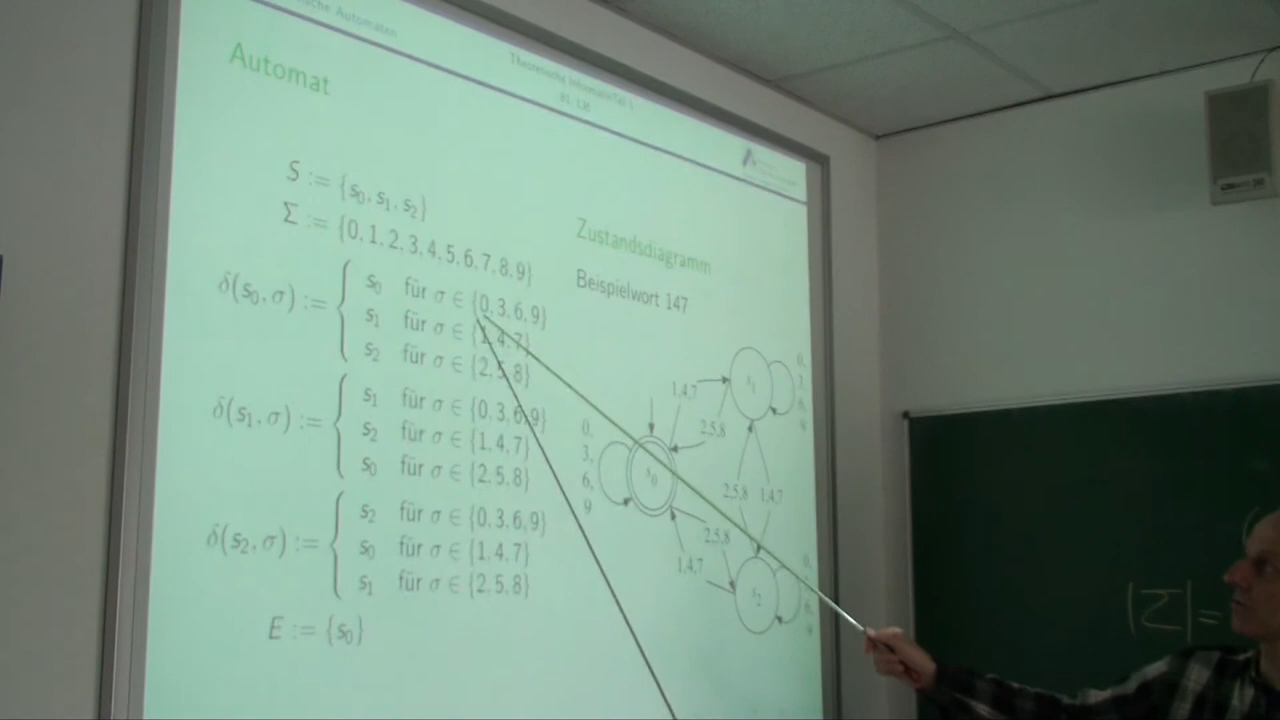 Automaten
Theoretische Informatik/Teil 1
Automat
S := {s₀, s₁, s₂}
Σ := {0, 1, 2, 3, 4, 5, 6, 7, 8, 9}
δ(s₀, σ) :=
s₀ für σ ∈ {0, 3, 6, 9}
s₁ für σ ∈ {1, 4, 7}
s₂ für σ ∈ {2, 5, 8}
δ(s₁, σ) :=
s₁ für σ ∈ {0, 3, 6, 9}
s₂ für σ ∈ {1, 4, 7}
s₀ für σ ∈ {2, 5, 8}
δ(s₂, σ) :=
s₂ für σ ∈ {0, 3, 6, 9}
s₀ für σ ∈ {1, 4, 7}
s₁ für σ ∈ {2, 5, 8}
E := {s₀}
Zustandsdiagramm
Beispielwort 147
s₁
1,4,7
2,5,8
0,
3,
6,
9
s₀
2,5,8
1,4,7
2,5,8
1,4,7
s₂
|Σ| =